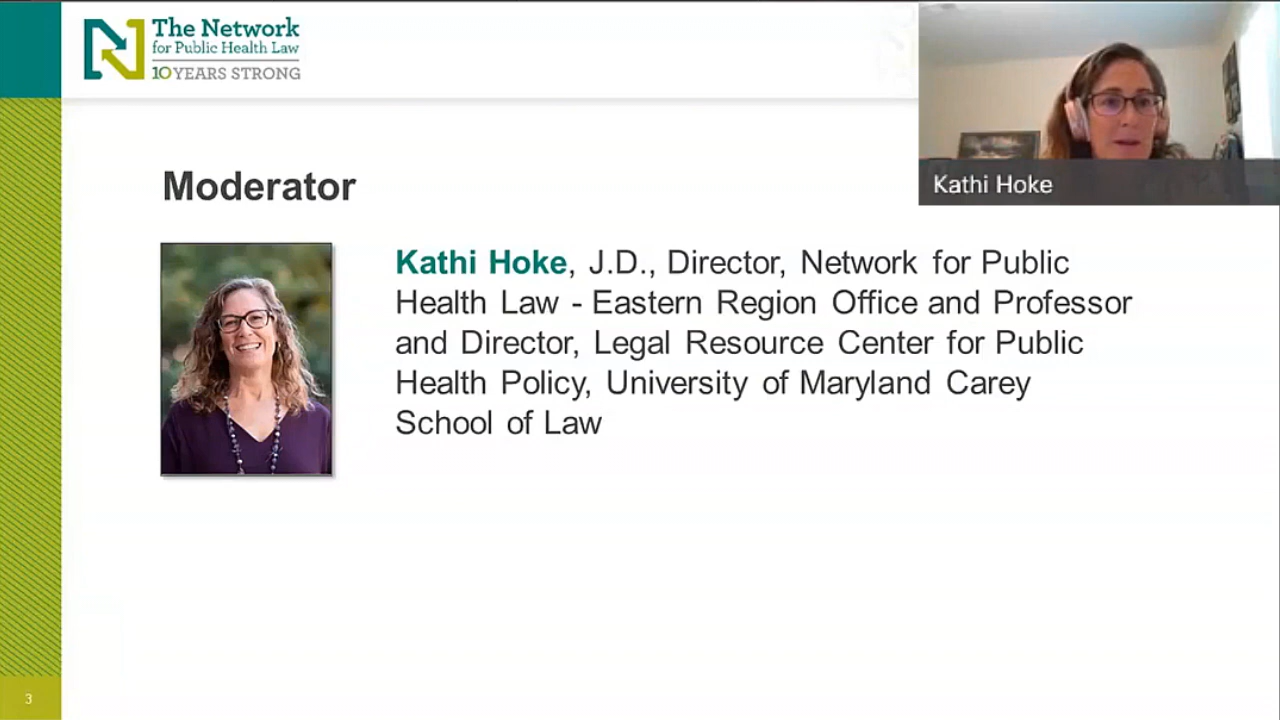 The Network
for Public Health Law
10 YEARS STRONG
Kathi Hoke
Moderator
Kathi Hoke, J.D., Director, Network for Public
Health Law - Eastern Region Office and Professor
and Director, Legal Resource Center for Public
Health Policy, University of Maryland Carey
School of Law
3